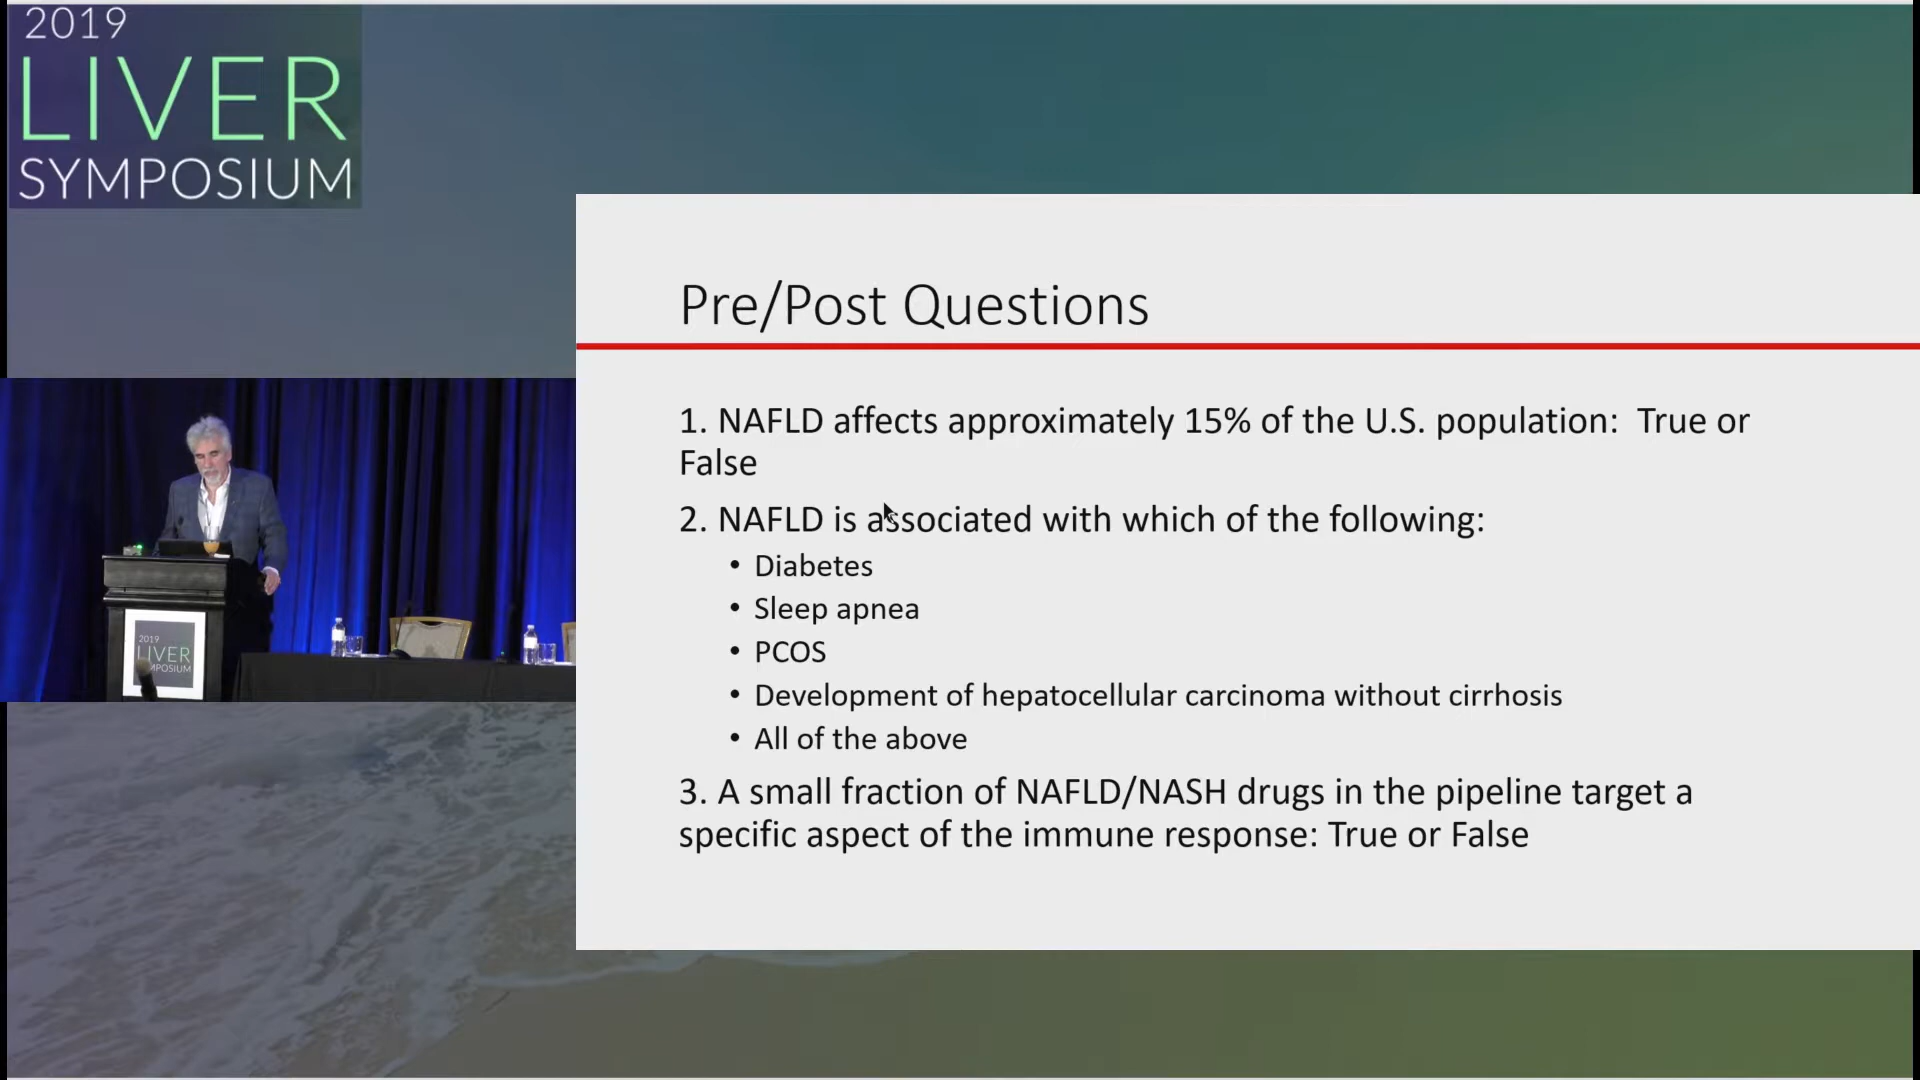 2019
LIVER
SYMPOSIUM
Pre/Post Questions
1. NAFLD affects approximately 15% of the U.S. population:  True or
False
2. NAFLD is associated with which of the following:
• Diabetes
• Sleep apnea
• PCOS
• Development of hepatocellular carcinoma without cirrhosis
• All of the above
3. A small fraction of NAFLD/NASH drugs in the pipeline target a
specific aspect of the immune response: True or False
2019
LIVER